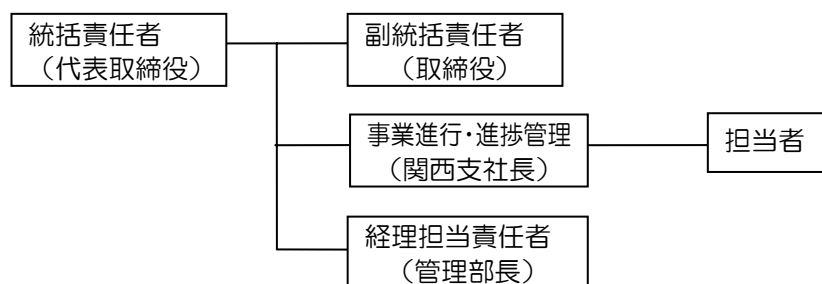 統括責任者
（代表取締役）
副統括責任者
（取締役）
事業進行・進捗管理
（関西支社長）
担当者
経理担当責任者
（管理部長）